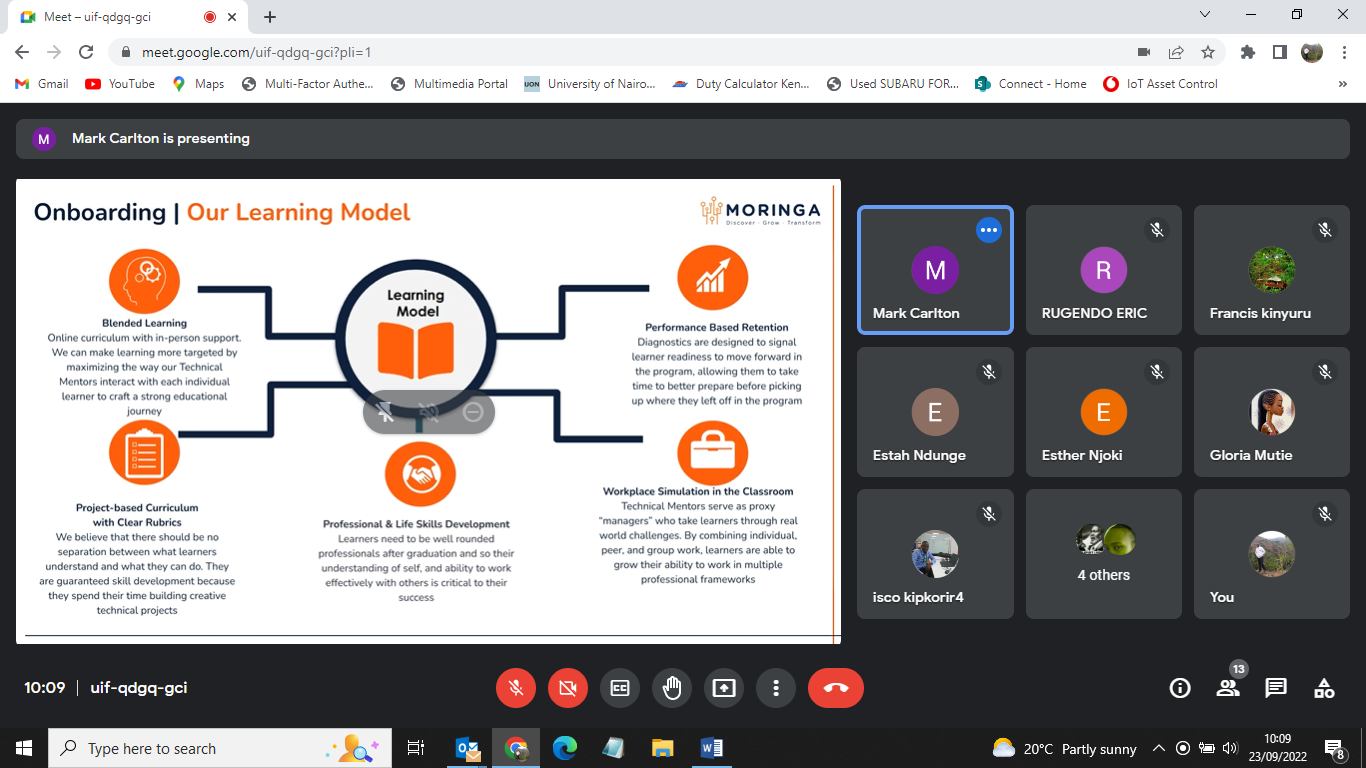 Meet – uif-qdgq-gci
meet.google.com/uif-qdgq-gci?pli=1
Gmail
YouTube
Maps
Multi-Factor Authe...
Multimedia Portal
UON
University of Nairo...
Duty Calculator Ken...
Used SUBARU FOR...
Connect - Home
IoT Asset Control
»
M
Mark Carlton is presenting
Onboarding | Our Learning Model
MORINGA
Discover · Grow · Transform
Learning
Model
Blended Learning
Online curriculum with in-person support.
We can make learning more targeted by
maximizing the way our Technical
Mentors interact with each individual
learner to craft a strong educational
journey
Performance Based Retention
Diagnostics are designed to signal
learner readiness to move forward in
the program, allowing them to take
time to better prepare before picking
up where they left off in the program
Project-based Curriculum
with Clear Rubrics
We believe that there should be no
separation between what learners
understand and what they can do. They
are guaranteed skill development because
they spend their time building creative
technical projects
Professional & Life Skills Development
Learners need to be well rounded
professionals after graduation and so their
understanding of self, and ability to work
effectively with others is critical to their
success
Workplace Simulation in the Classroom
Technical Mentors serve as proxy
“managers” who take learners through real
world challenges. By combining individual,
peer, and group work, learners are able to
grow their ability to work in multiple
professional frameworks
M
Mark Carlton
R
RUGENDO ERIC
Francis kinyuru
E
Estah Ndunge
E
Esther Njoki
Gloria Mutie
isco kipkorir4
4 others
You
10:09 | uif-qdgq-gci
13
Type here to search
20°C Partly sunny
10:09
23/09/2022
8